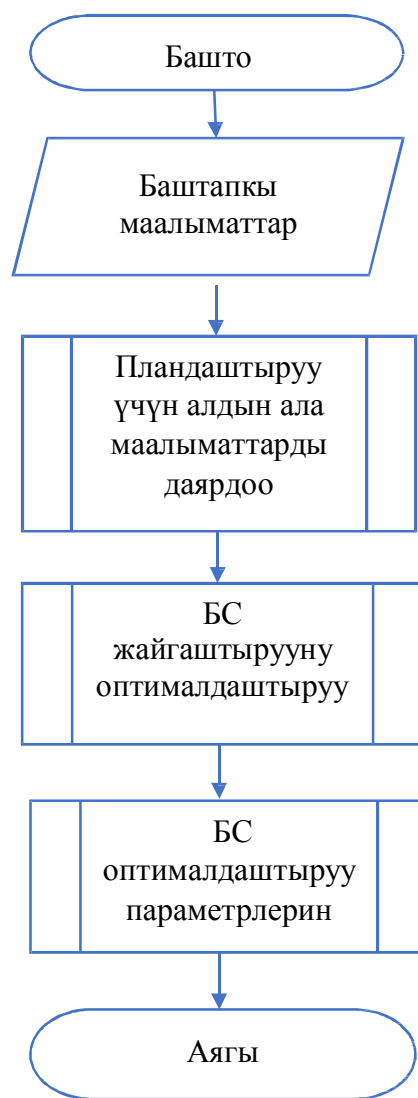 Башто
Баштапкы
маалыматтар
Пландаштыруу
үчүн алдын ала
маалыматтарды
даярдоо
БС
жайгаштырууну
оптималдаштыруу
БС
оптималдаштыруу
параметрлерин
Аягы